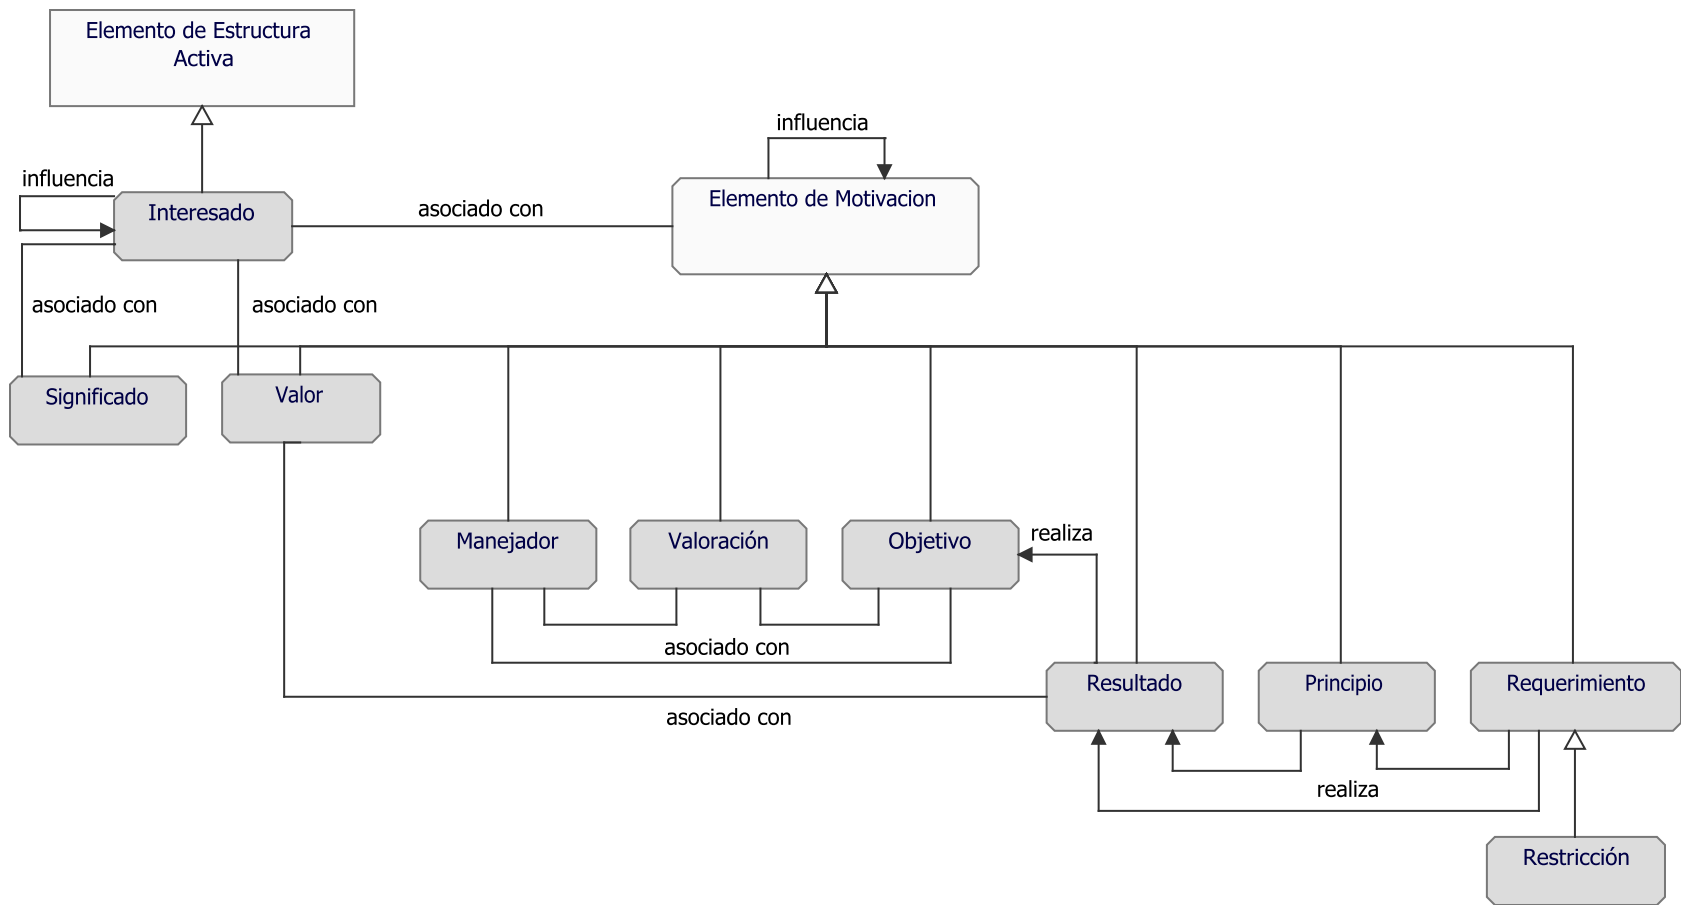 Elemento de Estructura
Activa
influencia
influencia
Interesado
asociado con
Elemento de Motivacion
asociado con
asociado con
Significado
Valor
Manejador
Valoración
Objetivo
realiza
asociado con
Resultado
Principio
Requerimiento
asociado con
realiza
Restricción